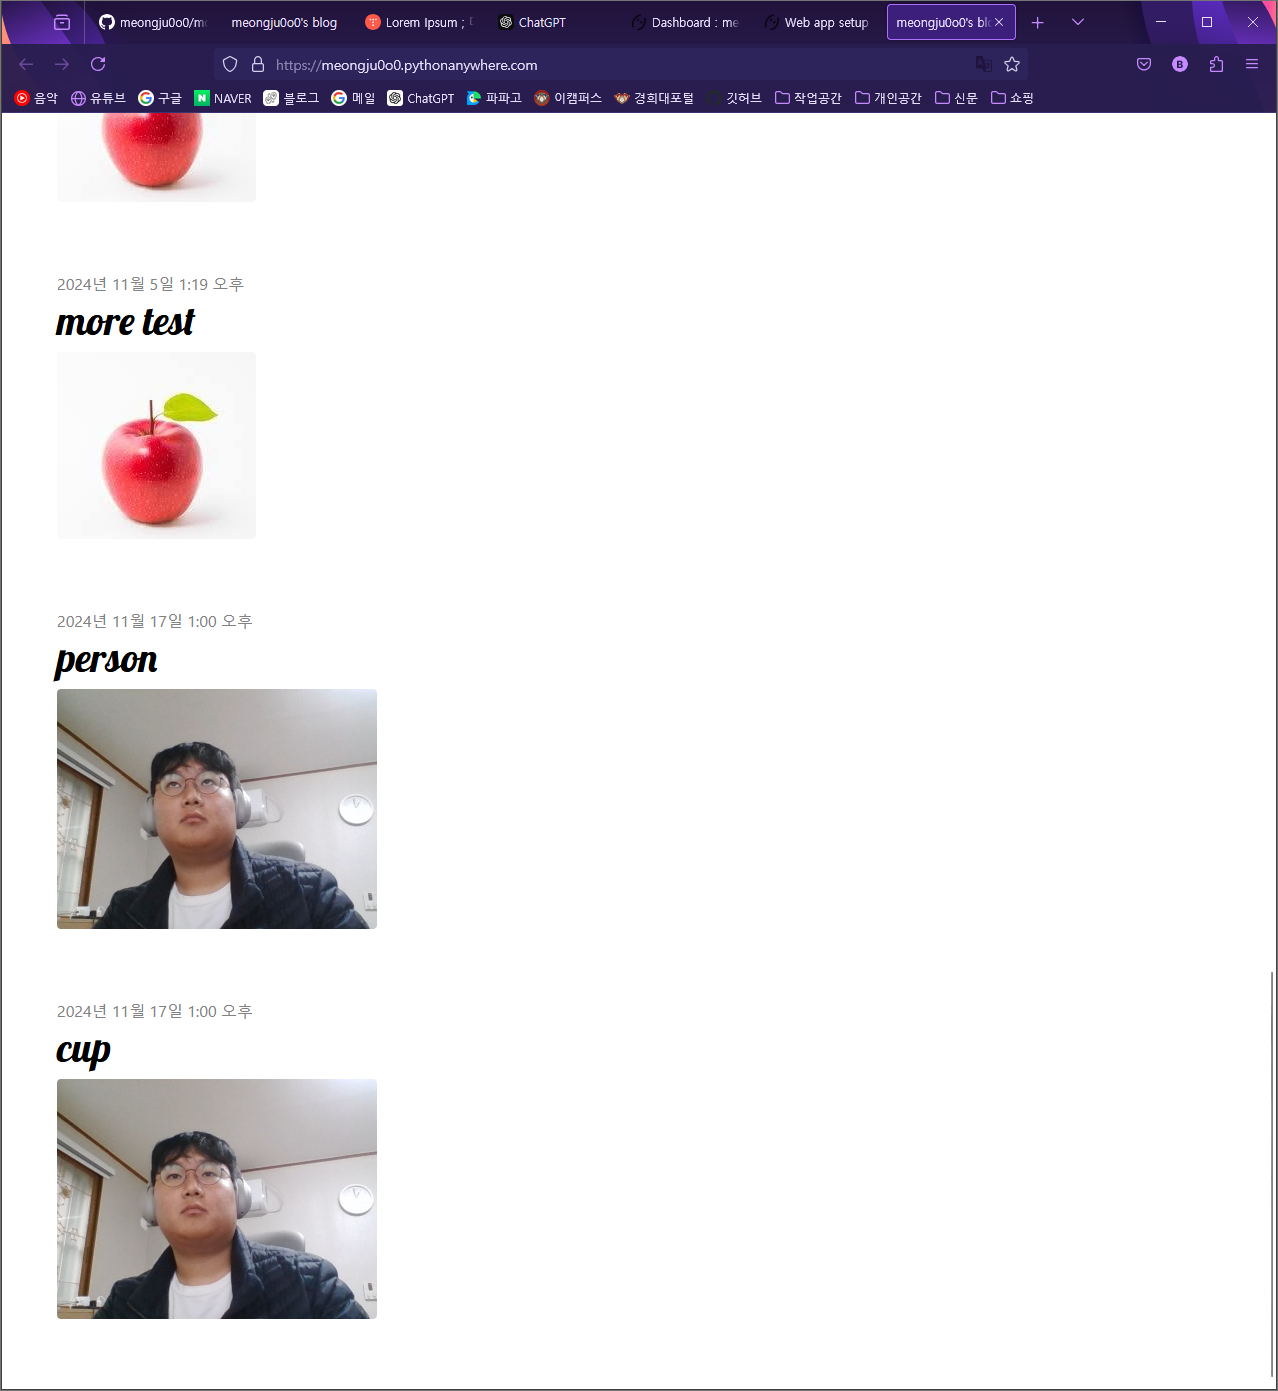 meongju0o0/mo
meongju0o0's blog
Lorem Ipsum ;
ChatGPT
Dashboard : me
Web app setup
meongju0o0's blo
https://meongju0o0.pythonanywhere.com
B
음악
유튜브
구글
NAVER
블로그
메일
ChatGPT
파파고
이캠퍼스
경희대포털
깃허브
작업공간
개인공간
신문
쇼핑
2024년 11월 5일 1:19 오후
more test
2024년 11월 17일 1:00 오후
person
2024년 11월 17일 1:00 오후
cup